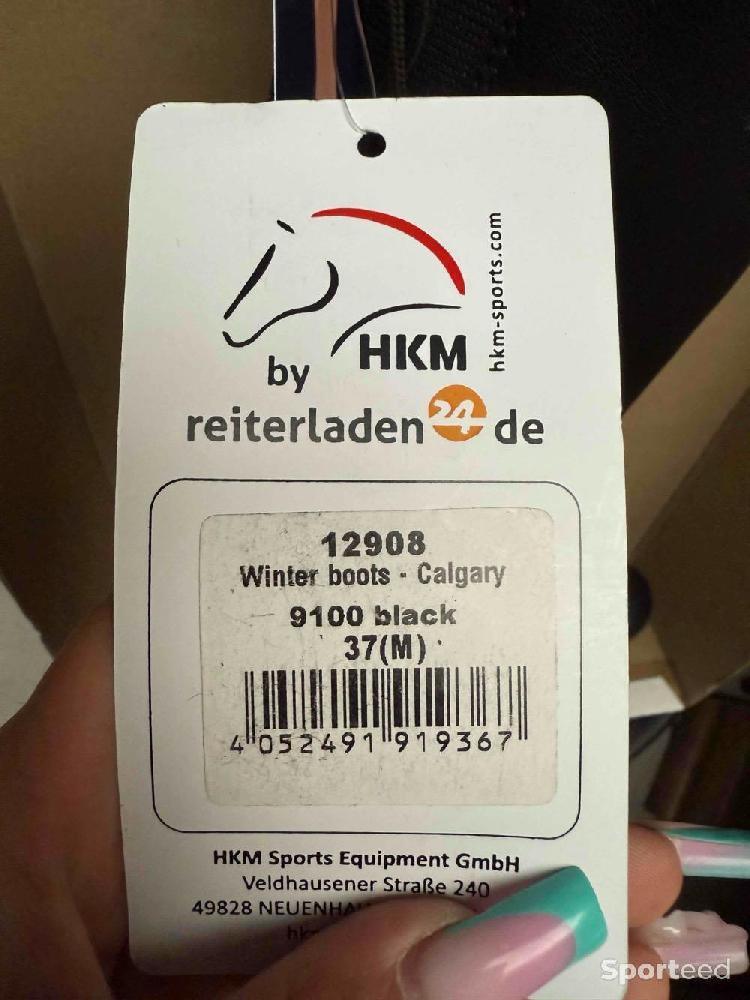 hkm-sports.com
HKM
by
reiterladen24 de
12908
Winter boots - Calgary
9100 black
37(M)
4 052491 919367
HKM Sports Equipment GmbH
Veldhausener Straße 240
49828
Sporteed